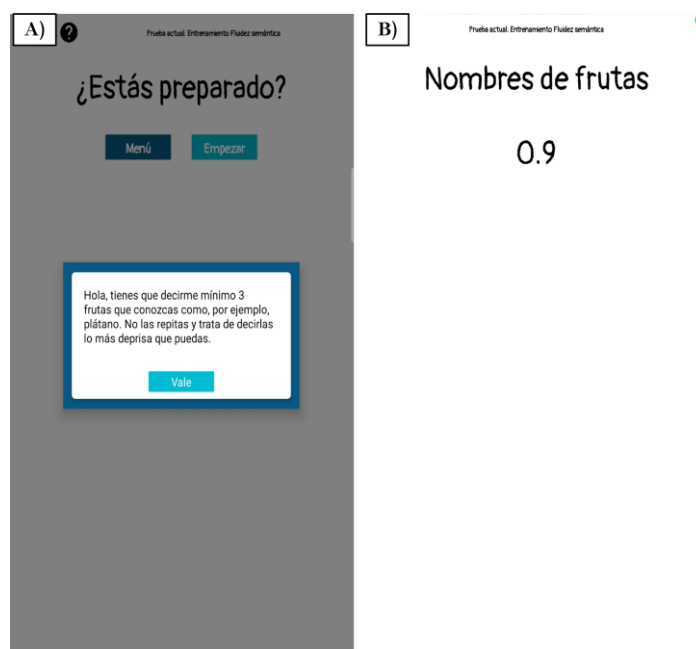 A)
?
Prueba actual: Entrenamiento Fluidez semántica
¿Estás preparado?
Menú
Empezar
Hola, tienes que decirme mínimo 3
frutas que conozcas como, por ejemplo,
plátano. No las repitas y trata de decirlas
lo más deprisa que puedas.
Vale
B)
Prueba actual: Entrenamiento Fluidez semántica
Nombres de frutas
0.9